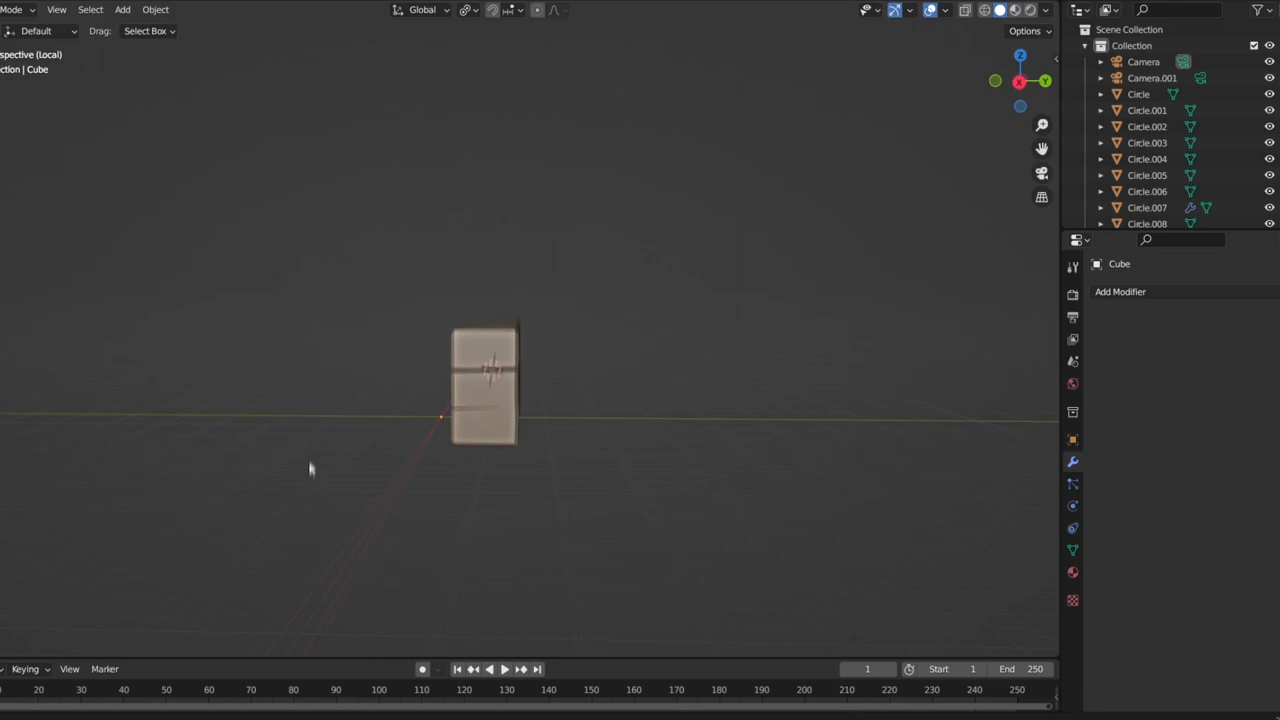 Mode View Select Add Object Global
Default Drag: Select Box Options
spective (Local)
ction | Cube
Z
X
Y
Scene Collection
Collection
Camera
Camera.001
Circle
Circle.001
Circle.002
Circle.003
Circle.004
Circle.005
Circle.006
Circle.007
Circle.008
Cube
Add Modifier
Keying View Marker 1 Start 1 End 250
20 30 40 50 60 70 80 90 100 110 120 130 140 150 160 170 180 190 200 210 220 230 240 250